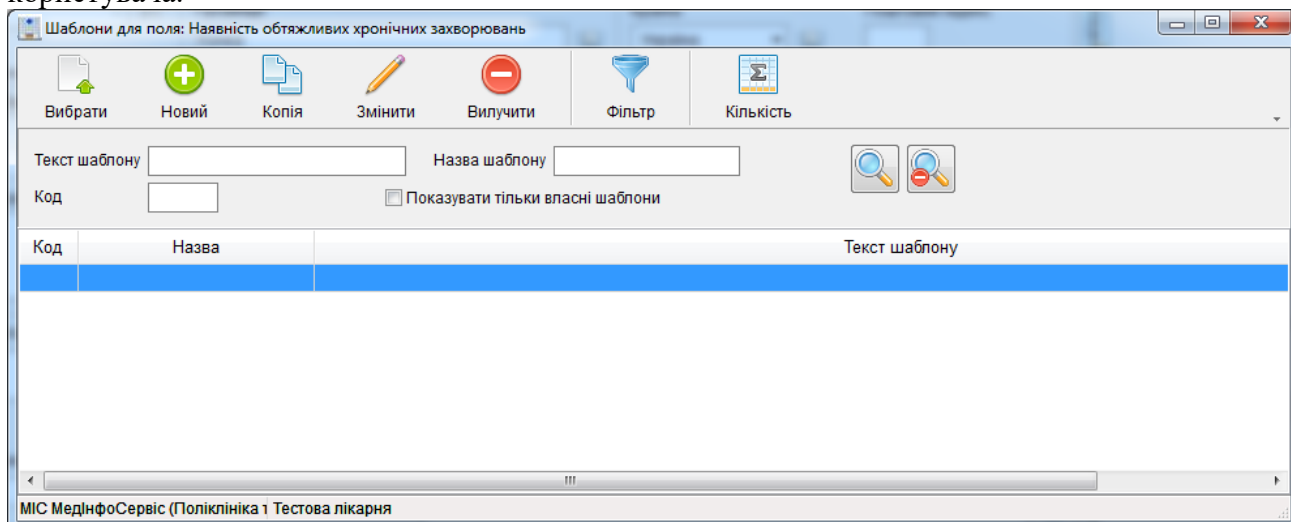 користувача.
Шаблони для поля: Наявність обтяжливих хронічних захворювань
Вибрати Новий Копія Змінити Вилучити Фільтр Кількість
Текст шаблону Назва шаблону
Код Показувати тільки власні шаблони
Код Назва Текст шаблону
МІС МедІнфоСервіс (Поліклініка т Тестова лікарня